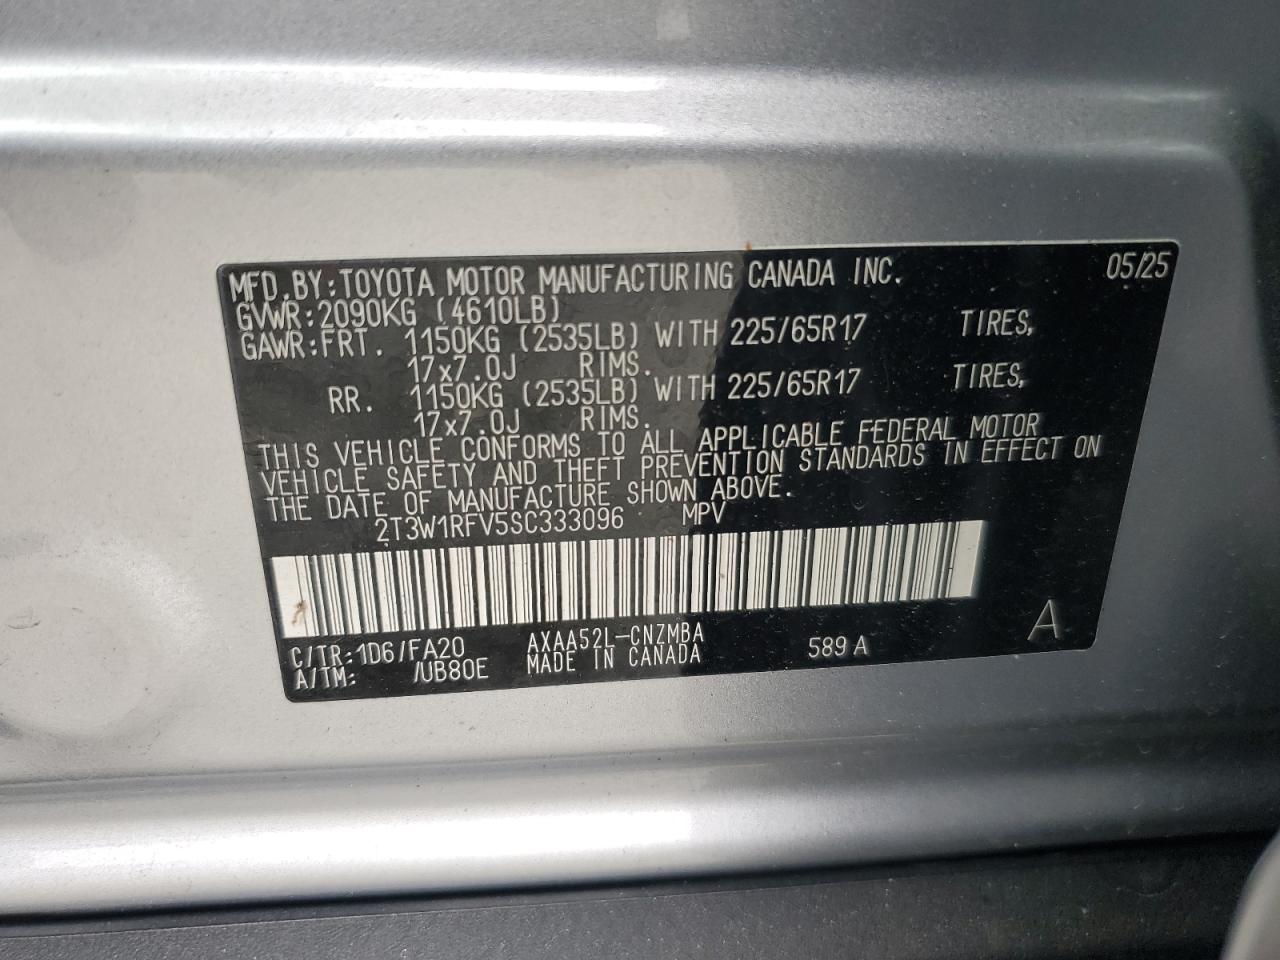 MFD.BY:TOYOTA MOTOR MANUFACTURING CANADA INC. 05/25
GVWR:2090KG (4610LB)
GAWR:FRT. 1150KG (2535LB) WITH 225/65R17 TIRES,
17x7.0J RIMS.
RR. 1150KG (2535LB) WITH 225/65R17 TIRES,
17x7.0J RIMS.
THIS VEHICLE CONFORMS TO ALL APPLICABLE FEDERAL MOTOR
VEHICLE SAFETY AND THEFT PREVENTION STANDARDS IN EFFECT ON
THE DATE OF MANUFACTURE SHOWN ABOVE.
2T3W1RFV5SC333096 MPV
C/TR:1D6/FA20 AXAA52L-CNZMBA 589A A
A/TM: /UB80E MADE IN CANADA